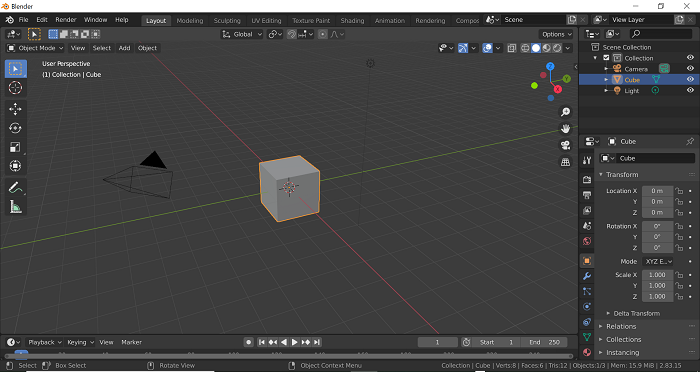 Blender
File Edit Render Window Help Layout Modeling Sculpting UV Editing Texture Paint Shading Animation Rendering Compos Scene View Layer
Global Options
Object Mode View Select Add Object
User Perspective
(1) Collection | Cube
Z
Y
X
Scene Collection
Collection
Camera
Cube
Light
Cube
Cube
Transform
Location X 0 m
Y 0 m
Z 0 m
Rotation X 0°
Y 0°
Z 0°
Mode XYZ E...
Scale X 1.000
Y 1.000
Z 1.000
Delta Transform
Relations
Collections
Instancing
Playback Keying View Marker 1 Start 1 End 250
Select Box Select Rotate View Object Context Menu Collection | Cube | Verts:8 | Faces:6 | Tris:12 | Objects:1/3 | Mem: 15.9 MiB | 2.83.15